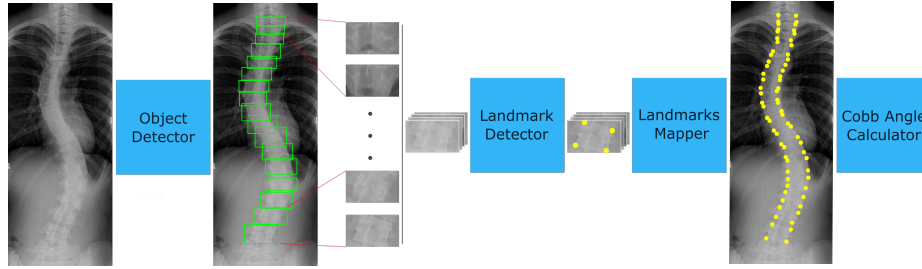 Object
Detector
Landmark
Detector
Landmarks
Mapper
Cobb Angle
Calculator